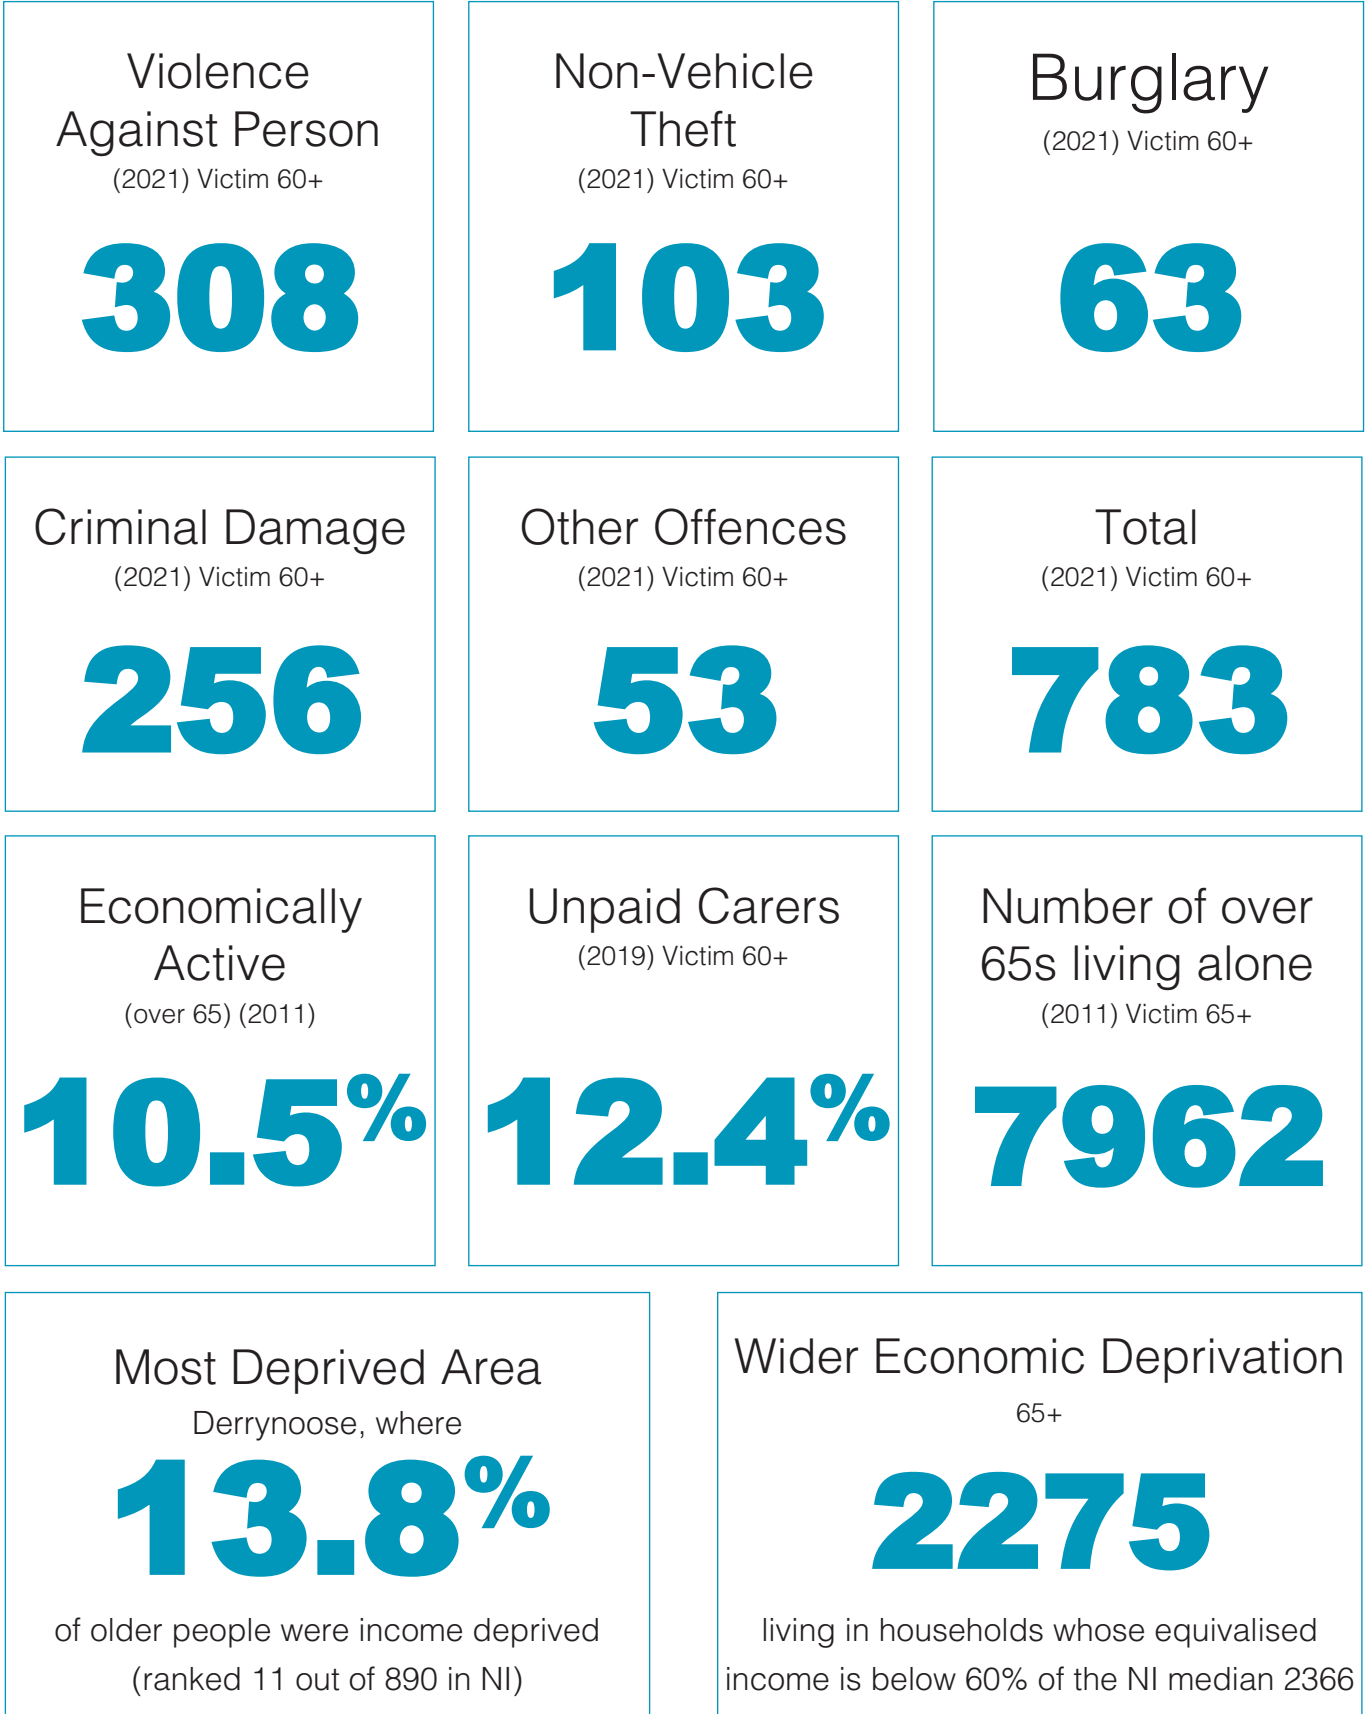 Violence
Against Person
(2021) Victim 60+
308
Non-Vehicle
Theft
(2021) Victim 60+
103
Burglary
(2021) Victim 60+
63
Criminal Damage
(2021) Victim 60+
256
Other Offences
(2021) Victim 60+
53
Total
(2021) Victim 60+
783
Economically
Active
(over 65) (2011)
10.5%
Unpaid Carers
(2019) Victim 60+
12.4%
Number of over
65s living alone
(2011) Victim 65+
7962
Most Deprived Area
Derrynoose, where
13.8%
of older people were income deprived
(ranked 11 out of 890 in NI)
Wider Economic Deprivation
65+
2275
living in households whose equivalised
income is below 60% of the NI median 2366